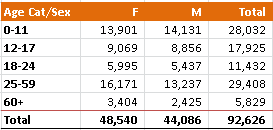 Age Cat/Sex F M Total
0-11 13,901 14,131 28,032
12-17 9,069 8,856 17,925
18-24 5,995 5,437 11,432
25-59 16,171 13,237 29,408
60+ 3,404 2,425 5,829
Total 48,540 44,086 92,626